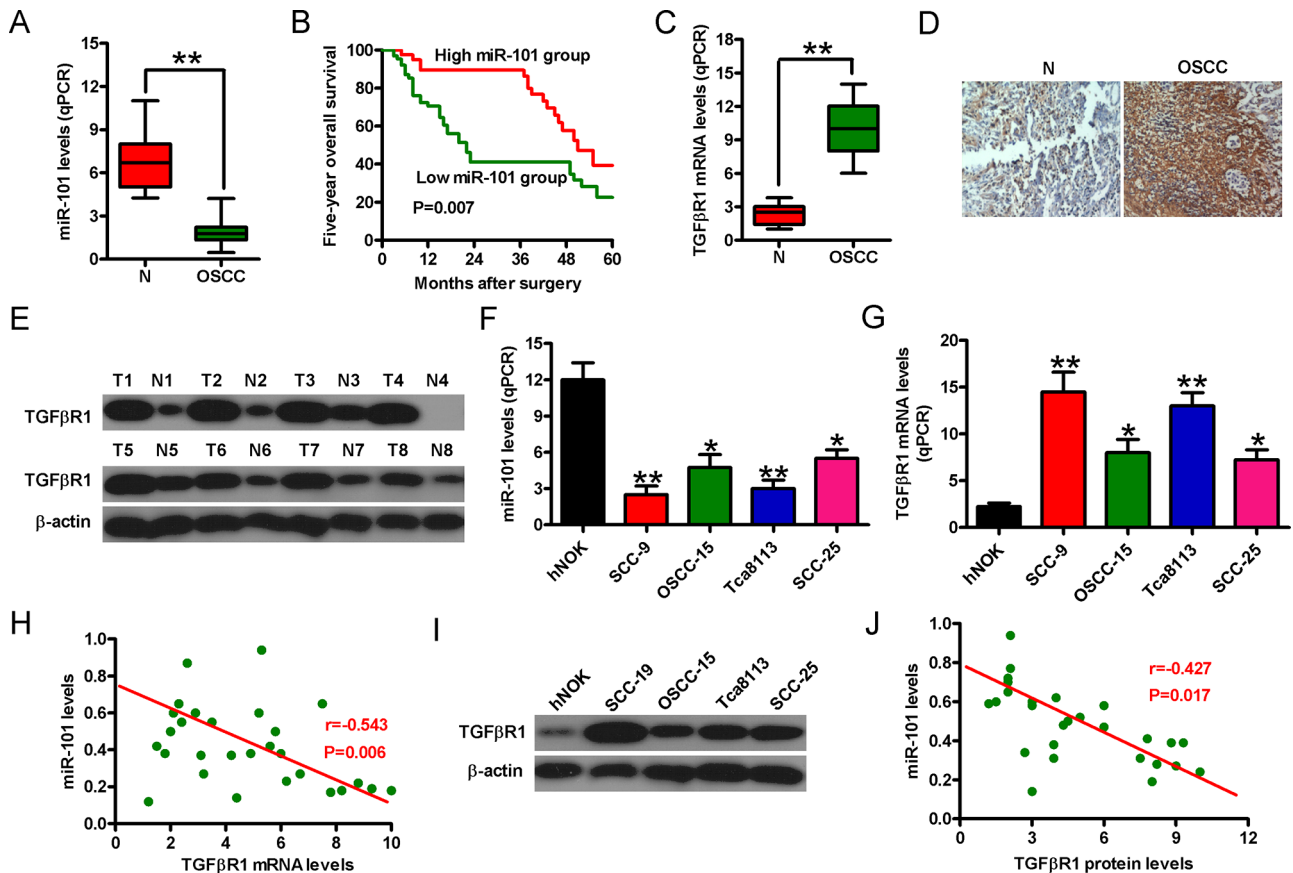 A
miR-101 levels (qPCR)
15
12
9
6
3
0
**
N
OSCC
B
Five-year overall survival
100
80
60
40
20
0
High miR-101 group
Low miR-101 group
P=0.007
0
12
24
36
48
60
Months after surgery
C
TGFβR1 mRNA levels (qPCR)
18
15
12
9
6
3
0
**
N
OSCC
D
N
OSCC
E
T1 N1 T2 N2 T3 N3 T4 N4
TGFβR1
T5 N5 T6 N6 T7 N7 T8 N8
TGFβR1
β-actin
F
miR-101 levels (qPCR)
15
12
9
6
3
0
**
*
**
*
hNOK
SCC-9
OSCC-15
Tca8113
SCC-25
G
TGFβR1 mRNA levels
(qPCR)
20
15
10
5
0
**
*
**
*
hNOK
SCC-9
OSCC-15
Tca8113
SCC-25
H
miR-101 levels
1.0
0.8
0.6
0.4
0.2
0.0
r=-0.543
P=0.006
0
2
4
6
8
10
TGFβR1 mRNA levels
I
hNOK
SCC-19
OSCC-15
Tca8113
SCC-25
TGFβR1
β-actin
J
miR-101 levels
1.0
0.8
0.6
0.4
0.2
0.0
r=-0.427
P=0.017
0
3
6
9
12
TGFβR1 protein levels